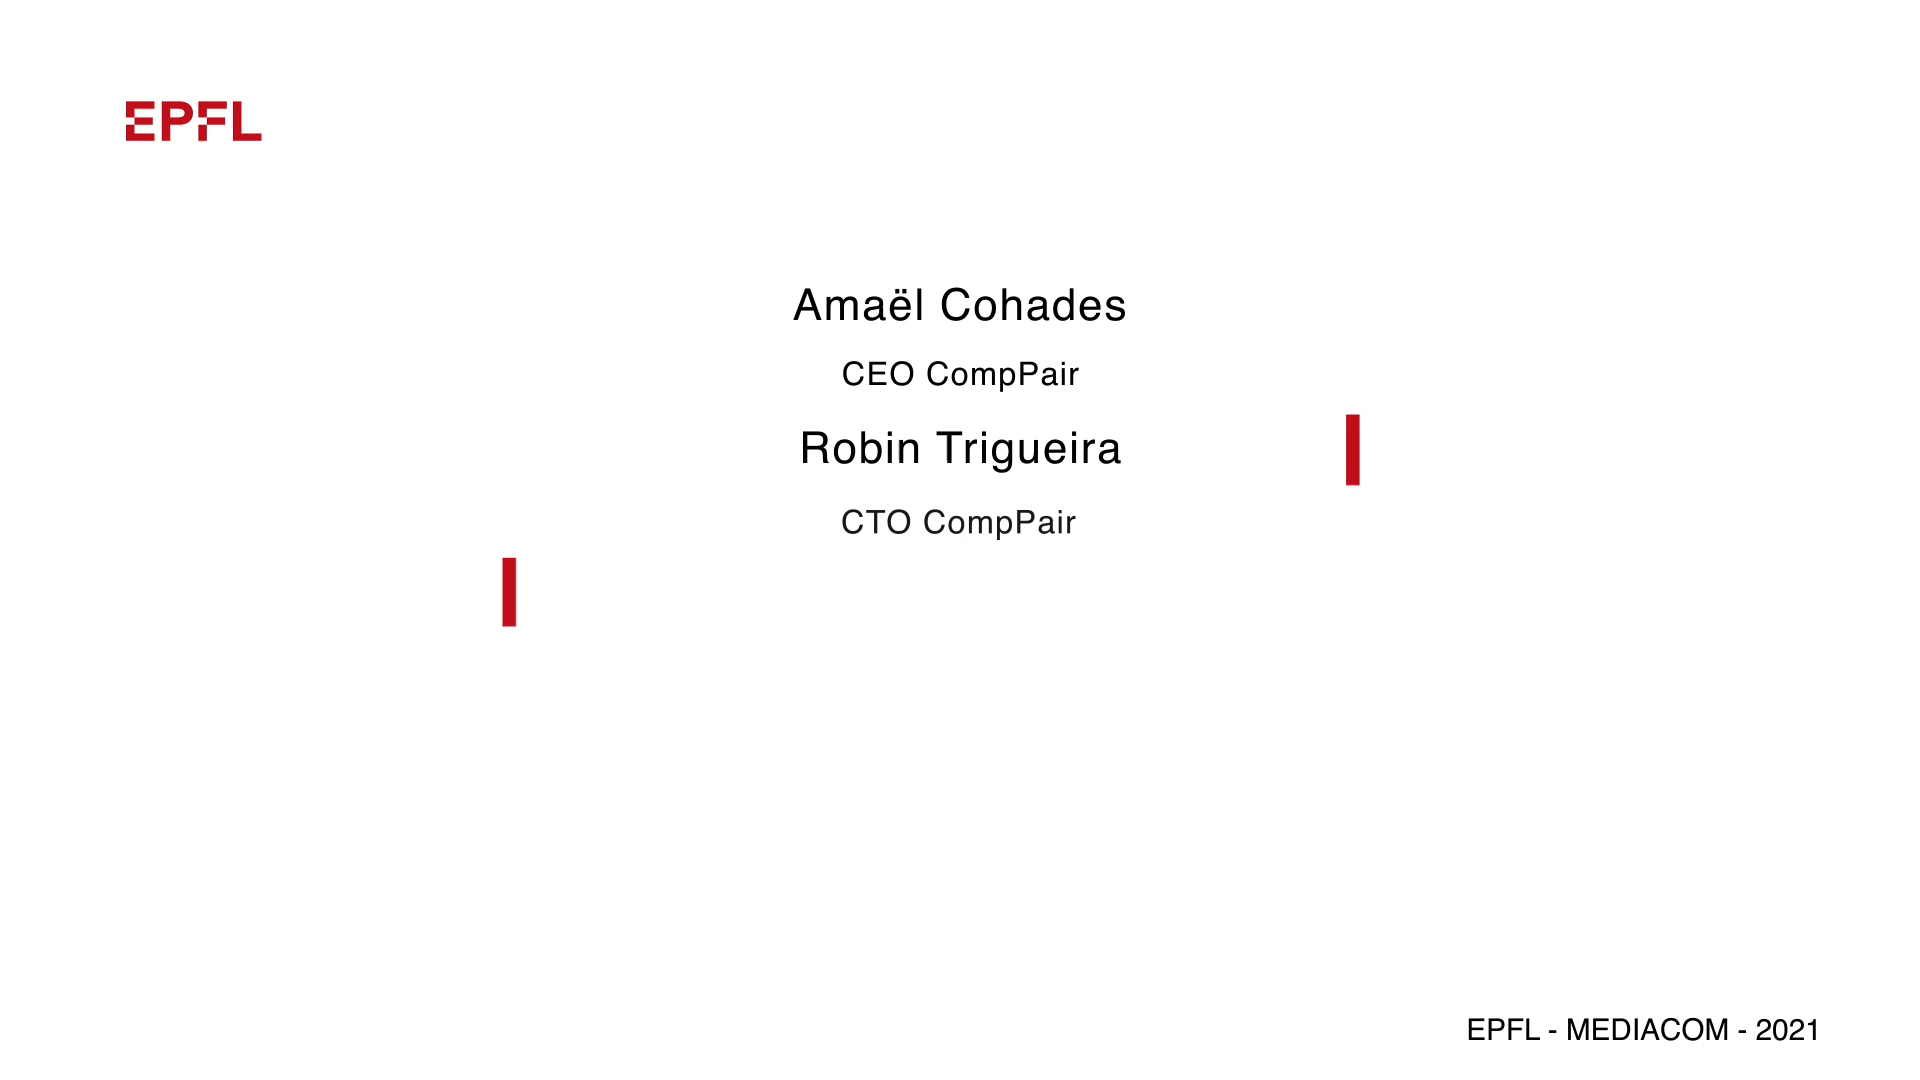 EPFL
Amaël Cohades
CEO CompPair
Robin Trigueira
CTO CompPair
EPFL - MEDIACOM - 2021